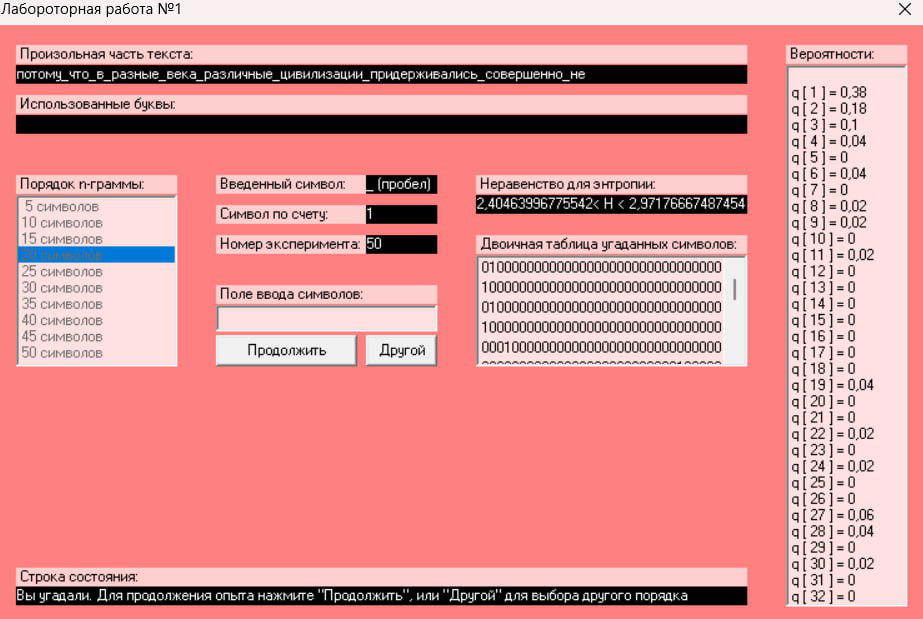 Лабороторная работа №1
Произольная часть текста:
потому_что_в_разные_века_различные_цивилизации_придерживались_совершенно_не
Использованные буквы:
Порядок n-граммы:
5 символов
10 символов
15 символов
20 символов
25 символов
30 символов
35 символов
40 символов
45 символов
50 символов
Введенный символ: _ (пробел)
Символ по счету: 1
Номер эксперимента: 50
Поле ввода символов:
Продолжить
Другой
Неравенство для энтропии:
2,40463996775542< H < 2,97176667487454
Двоичная таблица угаданных символов:
01000000000000000000000000000000
10000000000000000000000000000000
01000000000000000000000000000000
10000000000000000000000000000000
00010000000000000000000000000000
Вероятности:
q [ 1 ] = 0,38
q [ 2 ] = 0,18
q [ 3 ] = 0,1
q [ 4 ] = 0,04
q [ 5 ] = 0
q [ 6 ] = 0,04
q [ 7 ] = 0
q [ 8 ] = 0,02
q [ 9 ] = 0,02
q [ 10 ] = 0
q [ 11 ] = 0,02
q [ 12 ] = 0
q [ 13 ] = 0
q [ 14 ] = 0
q [ 15 ] = 0
q [ 16 ] = 0
q [ 17 ] = 0
q [ 18 ] = 0
q [ 19 ] = 0,04
q [ 20 ] = 0
q [ 21 ] = 0
q [ 22 ] = 0,02
q [ 23 ] = 0
q [ 24 ] = 0,02
q [ 25 ] = 0
q [ 26 ] = 0
q [ 27 ] = 0,06
q [ 28 ] = 0,04
q [ 29 ] = 0
q [ 30 ] = 0,02
q [ 31 ] = 0
q [ 32 ] = 0
Строка состояния:
Вы угадали. Для продолжения опыта нажмите "Продолжить", или "Другой" для выбора другого порядка